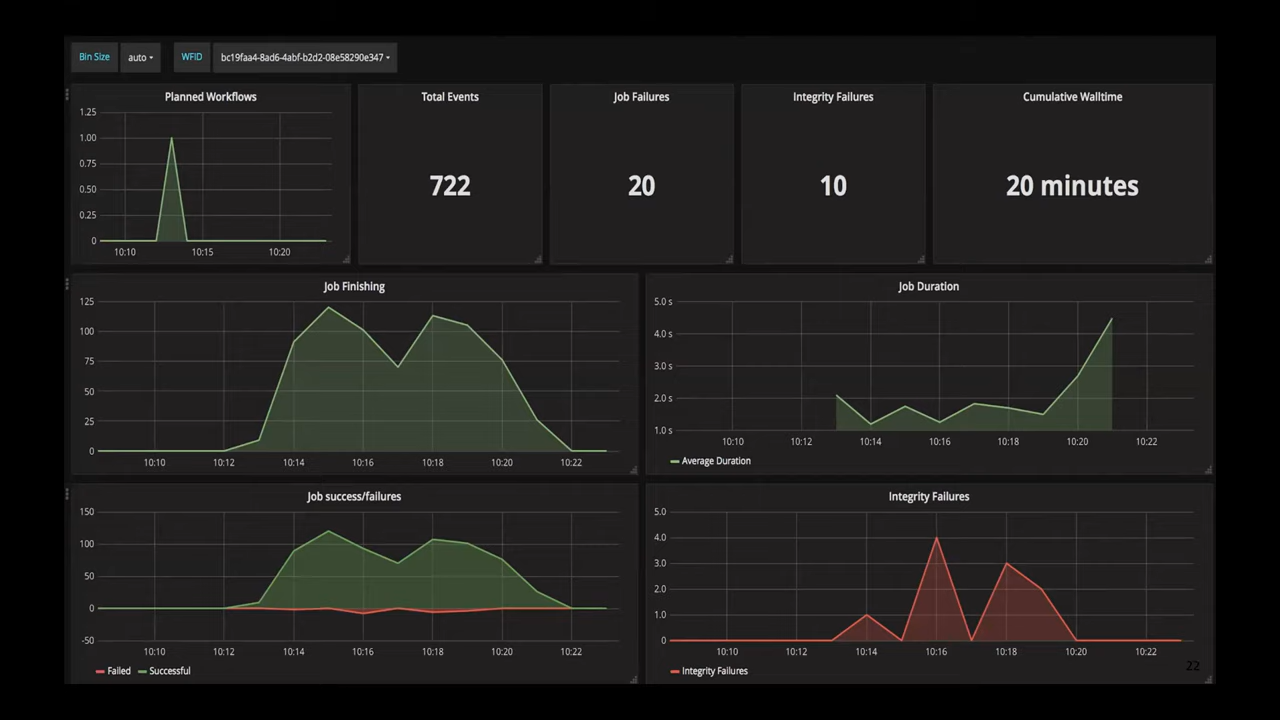 Bin Size auto WFID bc19faa4-8ad6-4abf-b2d2-08e58290e347
Planned Workflows
1.25
1.00
0.75
0.50
0.25
0
10:10 10:15 10:20
Total Events
722
Job Failures
20
Integrity Failures
10
Cumulative Walltime
20 minutes
Job Finishing
125
100
75
50
25
0
10:10 10:12 10:14 10:16 10:18 10:20 10:22
Job Duration
5.0 s
4.0 s
3.0 s
2.0 s
1.0 s
10:10 10:12 10:14 10:16 10:18 10:20 10:22
Average Duration
Job success/failures
150
100
50
0
-50
10:10 10:12 10:14 10:16 10:18 10:20 10:22
Failed Successful
Integrity Failures
5.0
4.0
3.0
2.0
1.0
0
10:10 10:12 10:14 10:16 10:18 10:20 10:22
Integrity Failures
22